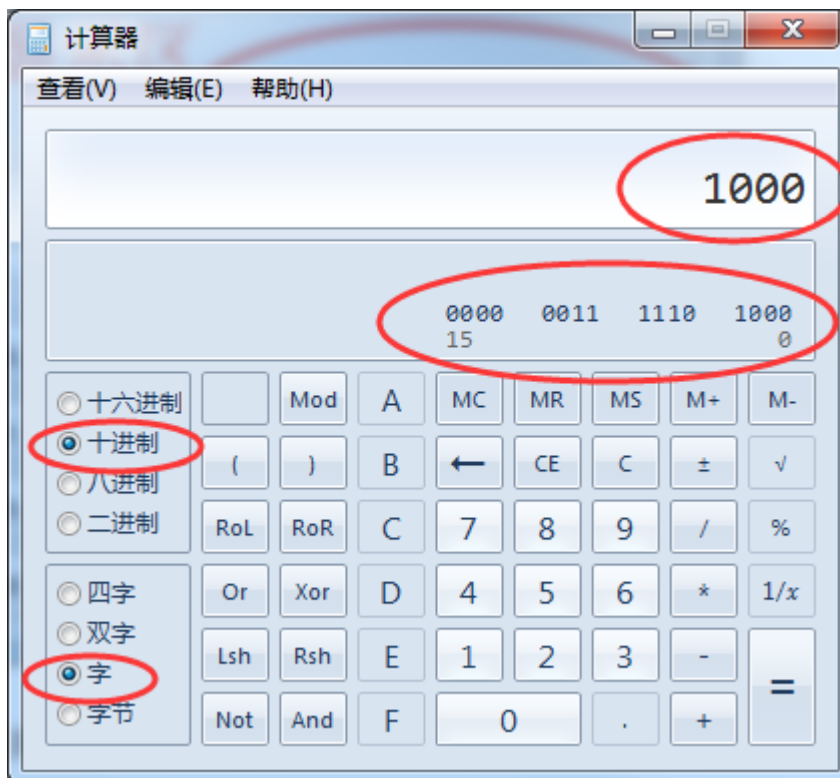 计算器
查看(V) 编辑(E) 帮助(H)
1000
0000 0011 1110 1000
15 0
十六进制 Mod A MC MR MS M+ M-
十进制 ( ) B ← CE C ± √
八进制
二进制 RoL RoR C 7 8 9 / %
四字 Or Xor D 4 5 6 * 1/x
双字
字 Lsh Rsh E 1 2 3 - =
字节 Not And F 0 . +